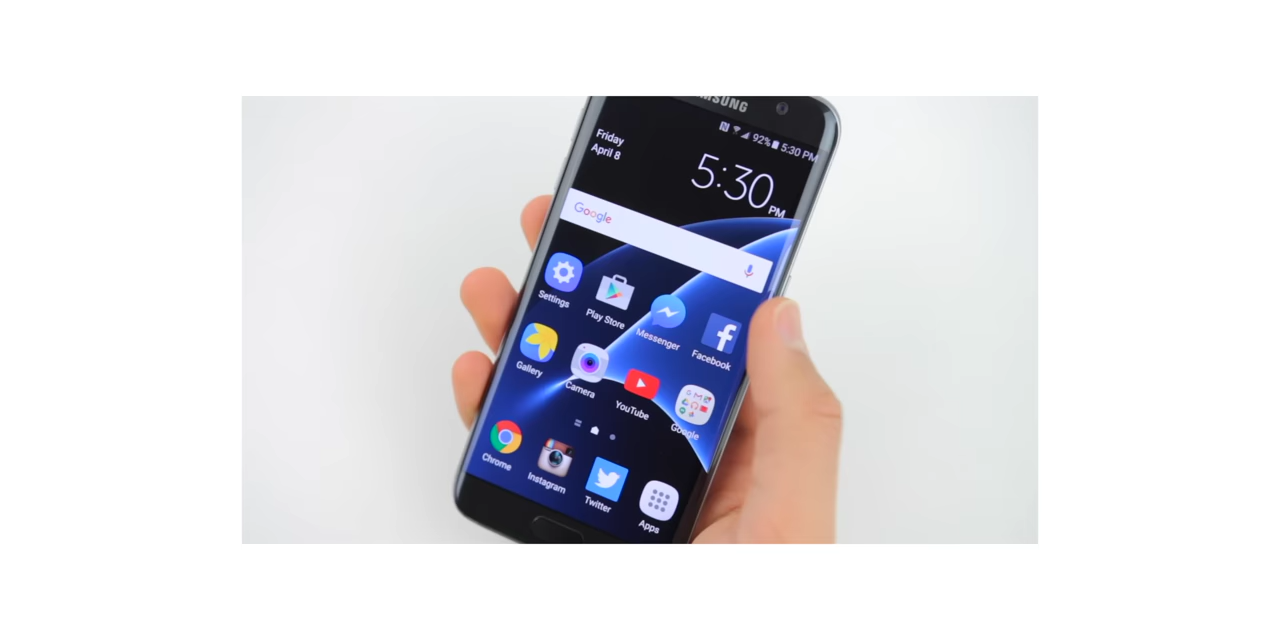 SAMSUNG
92% 5:30 PM
Friday
April 8
5:30 PM
Google
Settings
Play Store
Messenger
Facebook
Gallery
Camera
YouTube
Google
Chrome
Instagram
Twitter
Apps